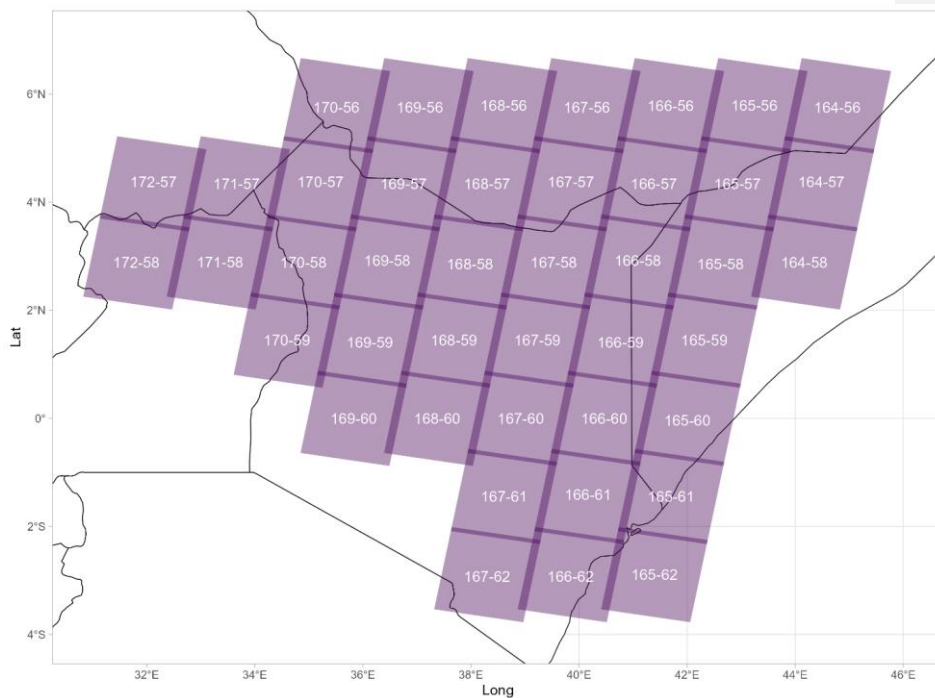 6°N
170-56 169-56 168-56 167-56 166-56 165-56 164-56
4°N
172-57 171-57 170-57 169-57 168-57 167-57 166-57 165-57 164-57
172-58 171-58 170-58 169-58 168-58 167-58 166-58 165-58 164-58
2°N
170-59 169-59 168-59 167-59 166-59 165-59
Lat
0°
169-60 168-60 167-60 166-60 165-60
167-61 166-61 165-61
2°S
167-62 166-62 165-62
4°S
32°E 34°E 36°E 38°E 40°E 42°E 44°E 46°E
Long